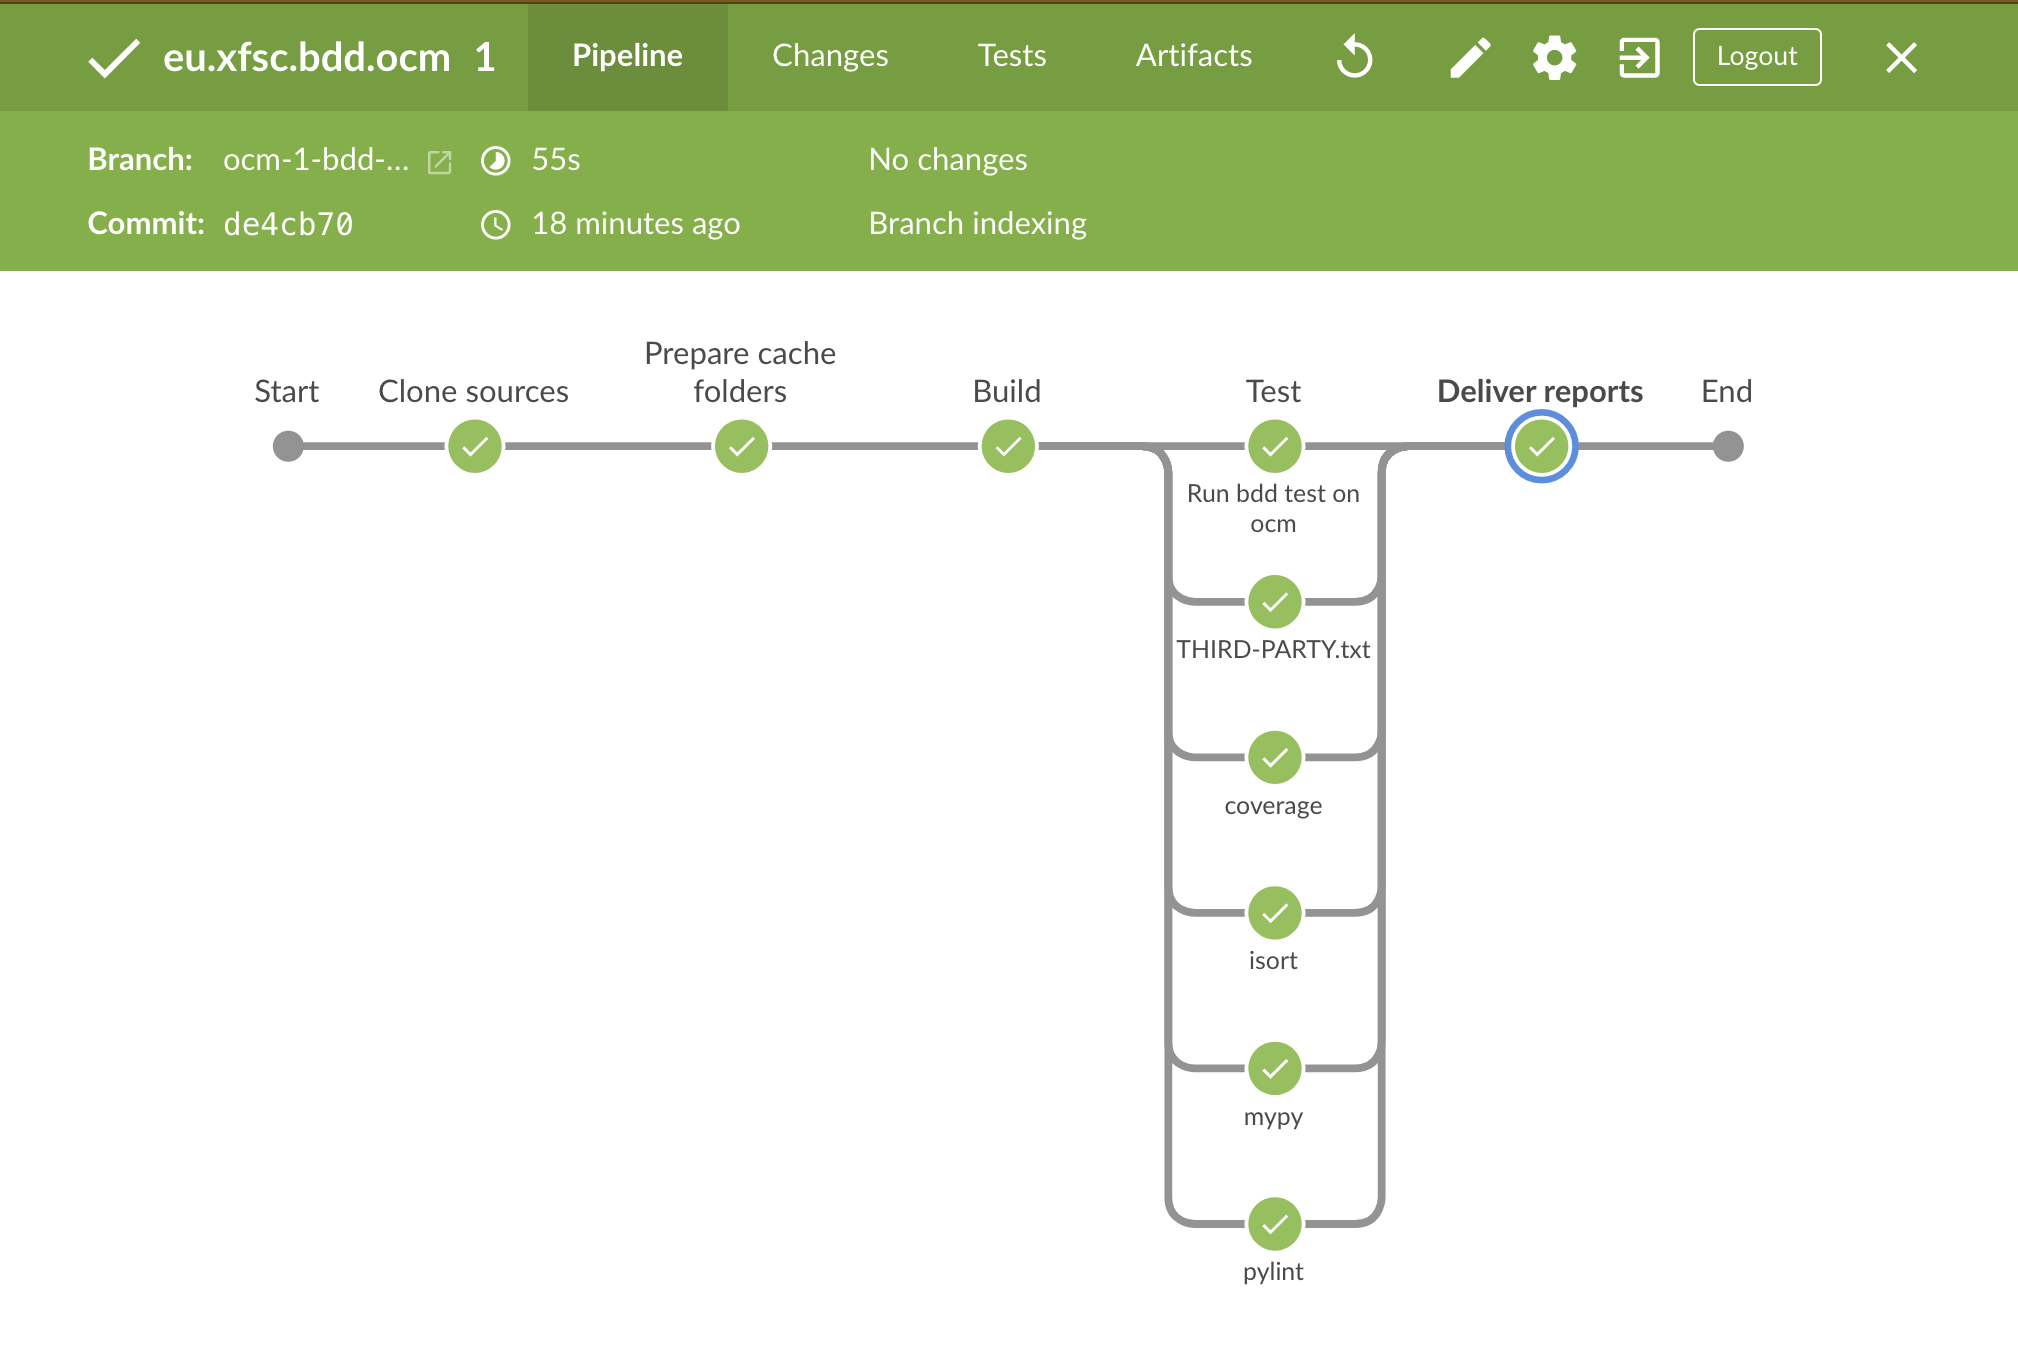 eu.xfsc.bdd.ocm 1 Pipeline Changes Tests Artifacts Logout
Branch: ocm-1-bdd-... 55s No changes
Commit: de4cb70 18 minutes ago Branch indexing
Start
Clone sources
Prepare cache
folders
Build
Test
Deliver reports
End
Run bdd test on
ocm
THIRD-PARTY.txt
coverage
isort
mypy
pylint